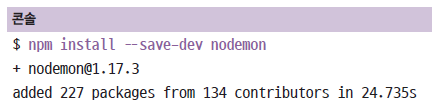 콘솔
$ npm install --save-dev nodemon
+ nodemon@1.17.3
added 227 packages from 134 contributors in 24.735s